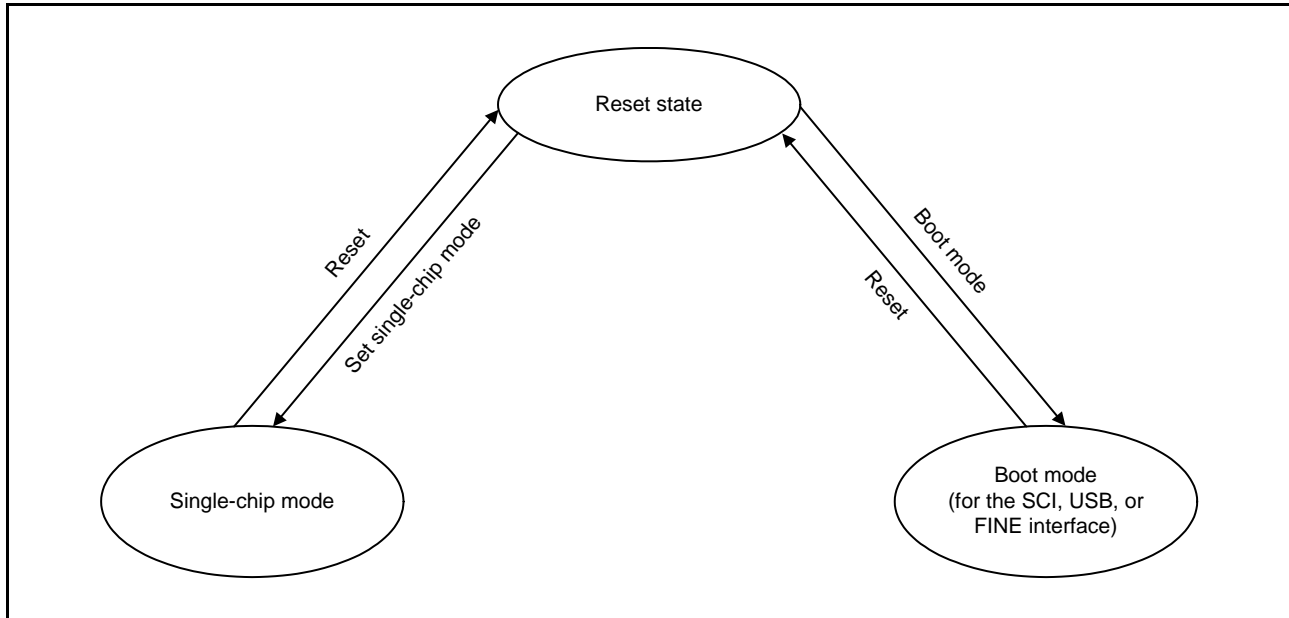 Reset state
Reset
Set single-chip mode
Boot mode
Reset
Single-chip mode
Boot mode
(for the SCI, USB, or
FINE interface)